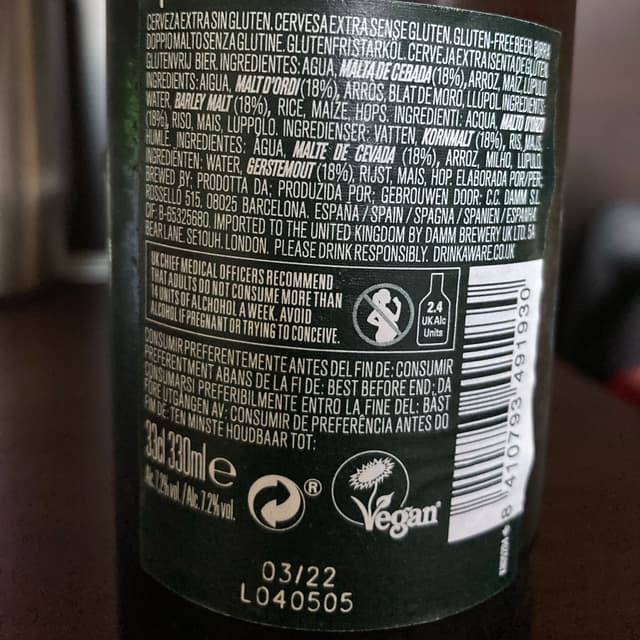 CERVEZA EXTRA SIN GLUTEN. CERVESA EXTRA SENSE GLUTEN. GLUTEN-FREE BEER. BIRRA
DOPPIO MALTO SENZA GLUTINE. GLUTENFRI STARKÖL. CERVEJA EXTRA ISENTA DE GLUTEN.
GLUTENVRIJ BIER. INGREDIENTES: AGUA, MALTA DE CEBADA (18%), ARROZ, MAÍZ, LÚPULO.
INGREDIENTS: AIGUA, MALT D'ORDI (18%), ARRÒS, BLAT DE MORO, LLÚPOL. INGREDIENTS:
WATER, BARLEY MALT (18%), RICE, MAIZE, HOPS. INGREDIENTI: ACQUA, MALTO D'ORZO
(18%), RISO, MAIS, LUPPOLO. INGREDIENSER: VATTEN, KORNMALT (18%), RIS, MAJS,
HUMLE. INGREDIENTES: ÁGUA, MALTE DE CEVADA (18%), ARROZ, MILHO, LÚPULO.
INGREDIËNTEN: WATER, GERSTEMOUT (18%), RIJST, MAIS, HOP. ELABORADA POR/PER;
BREWED BY; PRODOTTA DA; PRODUZIDA POR; GEBROUWEN DOOR: C.C. DAMM S.L.
ROSSELLÓ 515, 08025 BARCELONA. ESPAÑA / SPAIN / SPAGNA / SPANIEN / ESPANHA
CIF: B-65325680. IMPORTED TO THE UNITED KINGDOM BY DAMM BREWERY UK LTD. 5A
BEAR LANE. SE1 0UH. LONDON. PLEASE DRINK RESPONSIBLY. DRINKAWARE.CO.UK
UK CHIEF MEDICAL OFFICERS RECOMMEND
THAT ADULTS DO NOT CONSUME MORE THAN
UNITS OF ALCHOHOL A WEEK. AVOID
ALCOHOL IF PREGNANT OR TRYING TO CONCEIVE.
2.4
UK Alc
Units
CONSUMIR PREFERENTEMENTE ANTES DEL FIN DE: CONSUMIR
PREFERENTMENT ABANS DE LA FI DE: BEST BEFORE END: DA
CONSUMARSI PREFERIBILMENTE ENTRO LA FINE DEL: BÄST
FÖRE UTGÅNGEN AV: CONSUMIR DE PREFERÊNCIA ANTES DO
FIM DE: TEN MINSTE HOUDBAAR TOT:
33cl 330ml e
Alc. 7,2% vol. / Alc. 7.2% vol.
®
Vegan
8 410793 491930
03/22
L040505